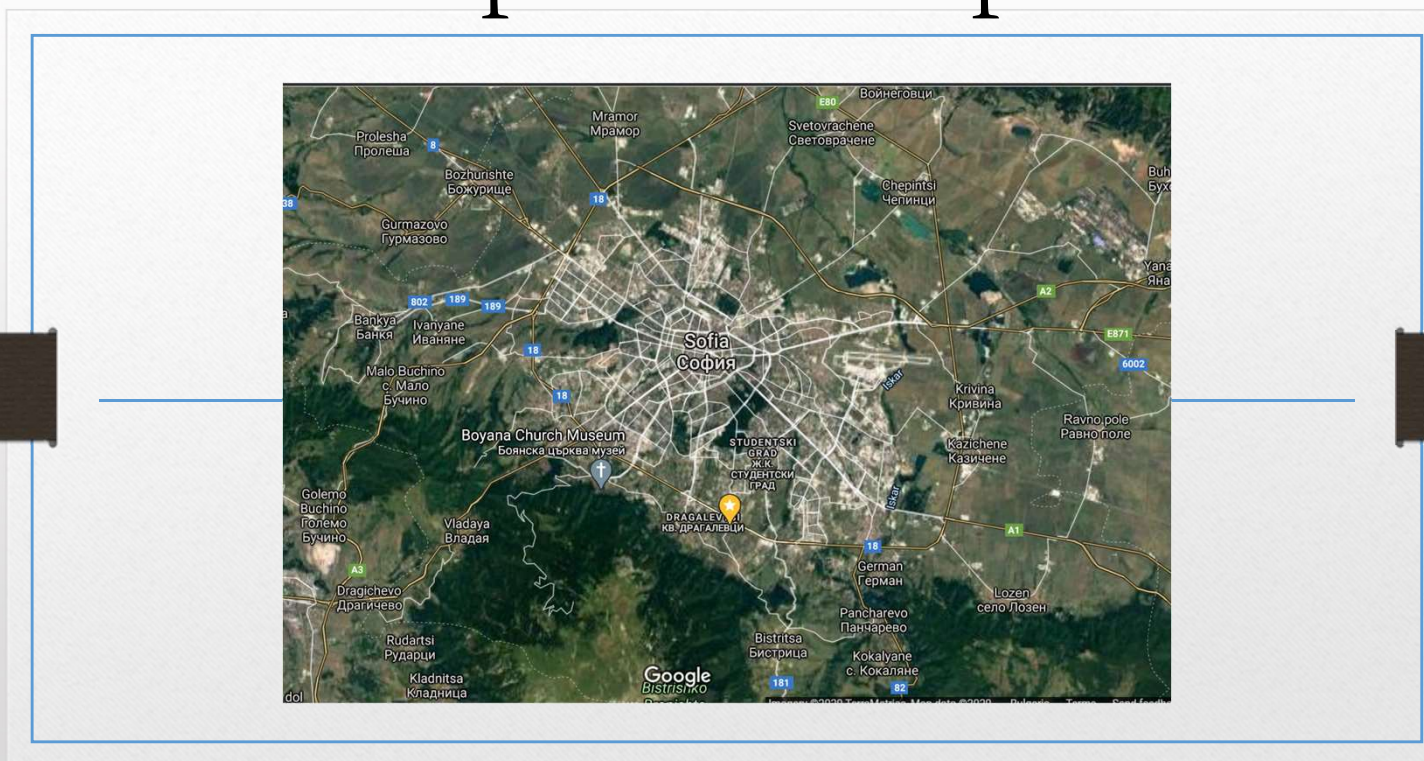 Войнеговци
E80
Mramor
Мрамор
Svetovrachene
Световрачене
Prolesha
Пролеша
8
Bozhurishte
Божурище
Chepintsi
Чепинци
18
Gurmazovo
Гурмазово
A2
802
189
189
Bankya
Банкя
Ivanyane
Иваняне
Sofia
София
E871
18
6002
Malo Buchino
с. Мало
Бучино
Iskar
Krivina
Кривина
18
Ravno pole
Равно поле
Boyana Church Museum
Боянска църква музей
STUDENTSKI
GRAD
Ж.К.
СТУДЕНТСКИ
ГРАД
Kazichene
Казичене
Golemo
Buchino
Големо
Бучино
Iskar
Vladaya
Владая
КВ. ДРАГАЛЕВЦИ
A1
18
A3
German
Герман
Dragichevo
Драгичево
Lozen
село Лозен
Pancharevo
Панчарево
Rudartsi
Рударци
Bistritsa
Бистрица
Kokalyane
с. Кокаляне
Kladnitsa
Кладница
Google
Bistrishko
181
82